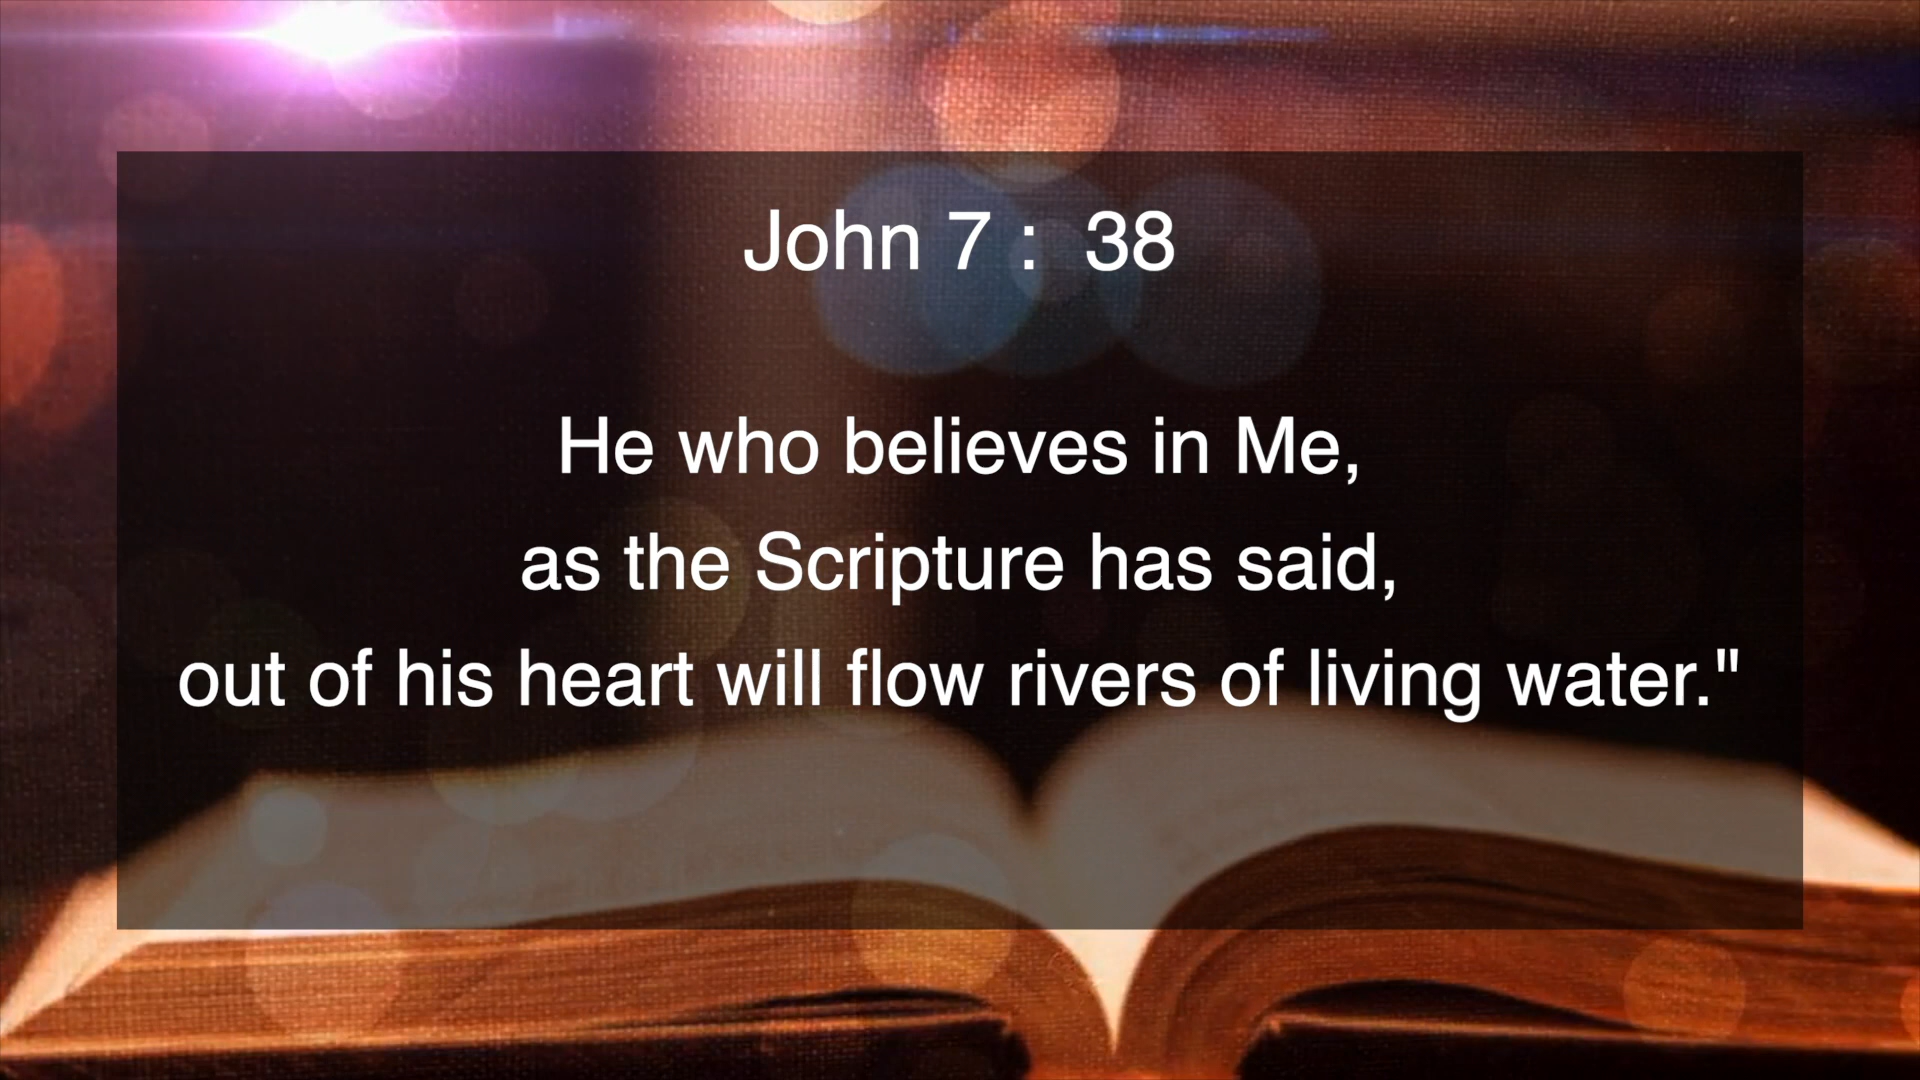 John 7 :  38
He who believes in Me,
as the Scripture has said,
out of his heart will flow rivers of living water."